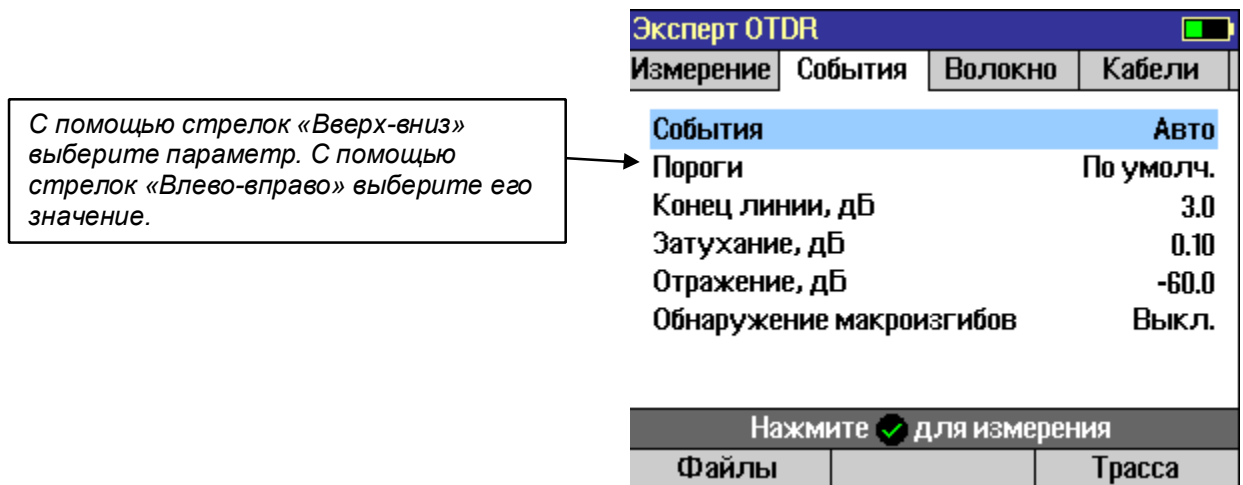 С помощью стрелок «Вверх-вниз»
выберите параметр. С помощью
стрелок «Влево-вправо» выберите его
значение.
Эксперт OTDR
Измерение События Волокно Кабели
События Авто
Пороги По умолч.
Конец линии, дБ 3.0
Затухание, дБ 0.10
Отражение, дБ -60.0
Обнаружение макроизгибов Выкл.
Нажмите для измерения
Файлы Трасса